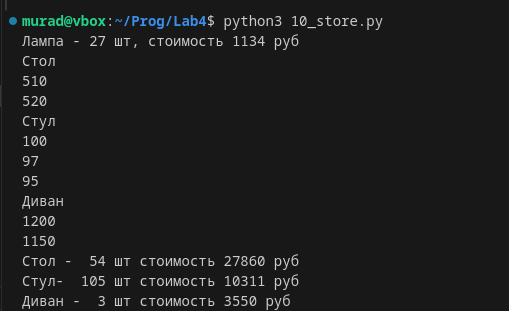 murad@vbox:~/Prog/Lab4$ python3 10_store.py
Лампа - 27 шт, стоимость 1134 руб
Стол
510
520
Стул
100
97
95
Диван
1200
1150
Стол -  54 шт стоимость 27860 руб
Стул-  105 шт стоимость 10311 руб
Диван -  3 шт стоимость 3550 руб